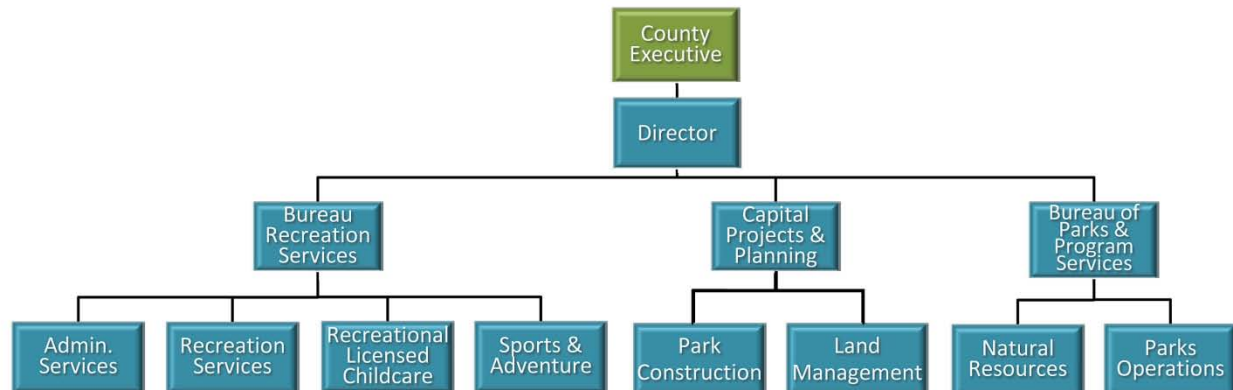 County
Executive
Director
Bureau
Recreation
Services
Capital
Projects &
Planning
Bureau of
Parks &
Program
Services
Admin.
Services
Recreation
Services
Recreational
Licensed
Childcare
Sports &
Adventure
Park
Construction
Land
Management
Natural
Resources
Parks
Operations